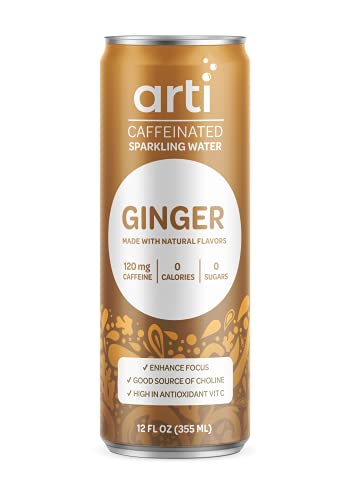 arti
CAFFEINATED
SPARKLING WATER
GINGER
MADE WITH NATURAL FLAVORS
120 mg 0 0
CAFFEINE CALORIES SUGARS
✓ ENHANCE FOCUS
✓ GOOD SOURCE OF CHOLINE
✓ HIGH IN ANTIOXIDANT VIT C
12 FL OZ (355 ML)